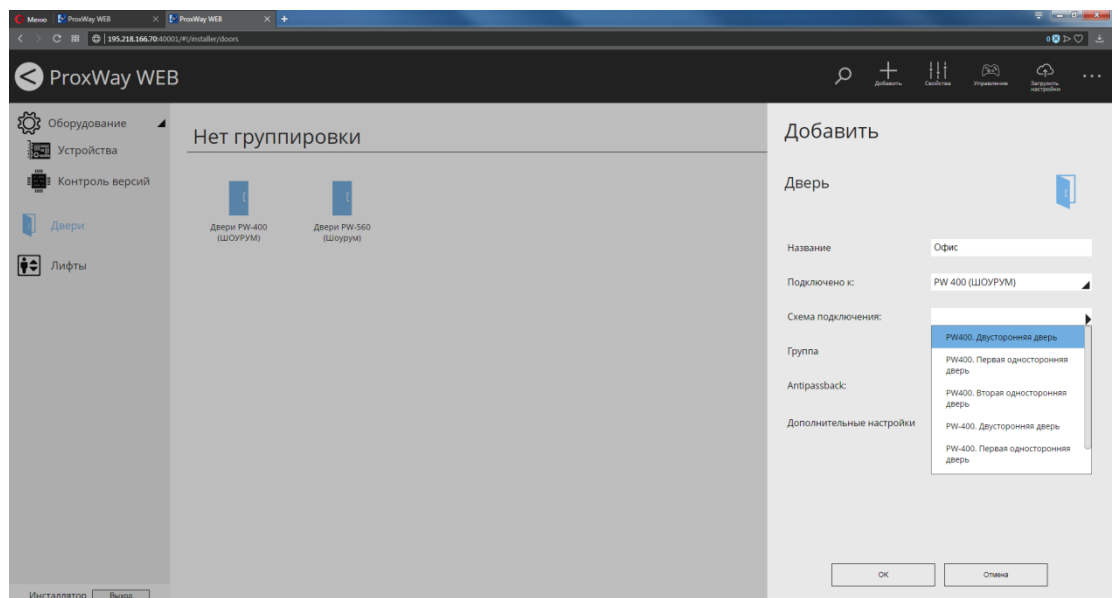 Меню
ProxWay WEB
ProxWay WEB
195.218.166.70:40001/#!/installer/doors
0
ProxWay WEB
Добавить
Свойства
Управление
Загрузить
настройки
Оборудование
Устройства
Контроль версий
Двери
Лифты
Инсталлятор
Выход
Нет группировки
Двери PW-400
(ШОУРУМ)
Двери PW-560
(Шоурум)
Добавить
Дверь
Название
Офис
Подключено к:
PW 400 (ШОУРУМ)
Схема подключения:
PW400. Двусторонняя дверь
PW400. Первая односторонняя
дверь
PW400. Вторая односторонняя
дверь
PW-400. Двусторонняя дверь
PW-400. Первая односторонняя
дверь
Группа
Antipassback:
Дополнительные настройки
ОК
Отмена